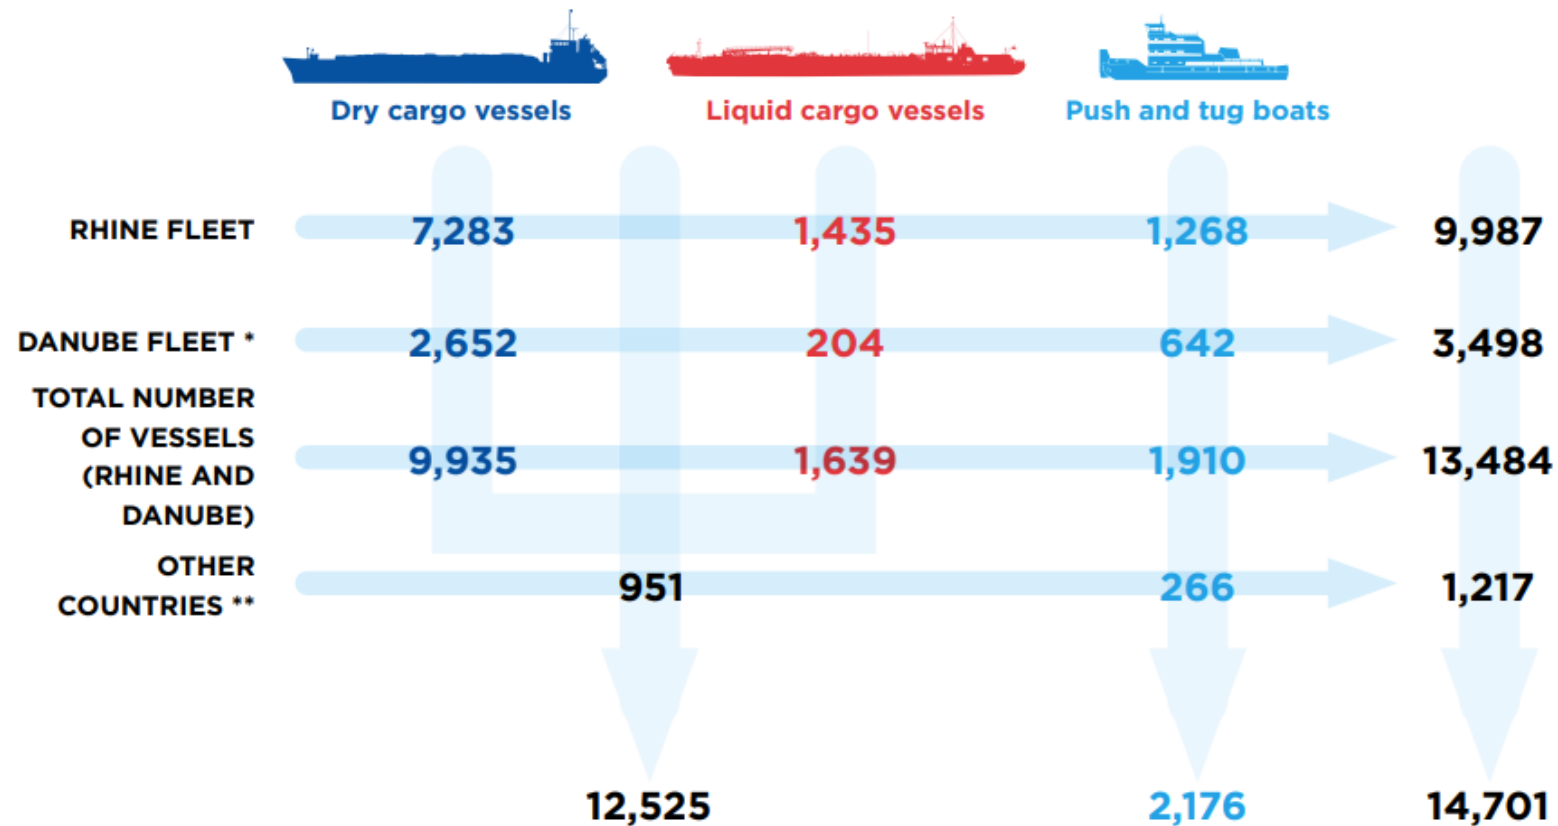 Dry cargo vessels Liquid cargo vessels Push and tug boats
RHINE FLEET 7,283 1,435 1,268 9,987
DANUBE FLEET * 2,652 204 642 3,498
TOTAL NUMBER
OF VESSELS
(RHINE AND
DANUBE)
9,935 1,639 1,910 13,484
OTHER
COUNTRIES **
951 266 1,217
12,525 2,176 14,701